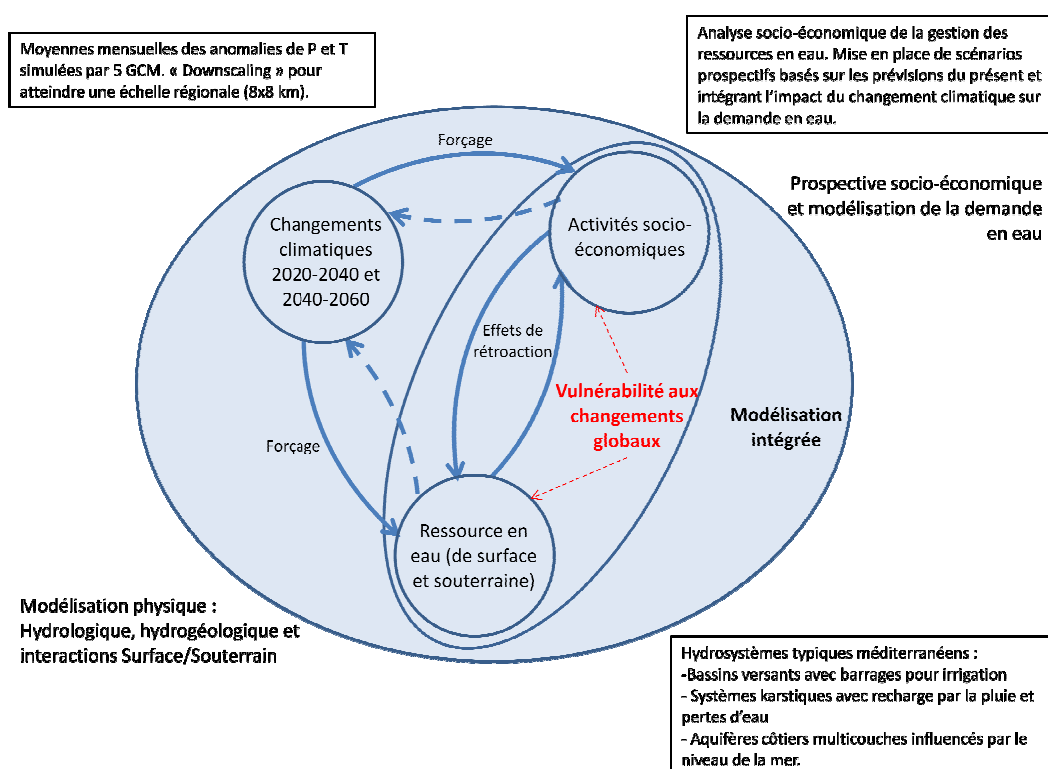 Moyennes mensuelles des anomalies de P et T
simulées par 5 GCM. « Downscaling » pour
atteindre une échelle régionale (8x8 km).
Analyse socio-économique de la gestion des
ressources en eau. Mise en place de scénarios
prospectifs basés sur les prévisions du présent et
intégrant l'impact du changement climatique sur
la demande en eau.
Forçage
Prospective socio-économique
et modélisation de la demande
en eau
Changements
climatiques
2020-2040 et
2040-2060
Activités socio-
économiques
Effets de
rétroaction
Vulnérabilité aux
changements
globaux
Modélisation
intégrée
Forçage
Ressource en
eau (de surface
et souterraine)
Modélisation physique :
Hydrologique, hydrogéologique et
interactions Surface/Souterrain
Hydrosystèmes typiques méditerranéens :
-Bassins versants avec barrages pour irrigation
- Systèmes karstiques avec recharge par la pluie et
pertes d'eau
- Aquifères côtiers multicouches influencés par le
niveau de la mer.